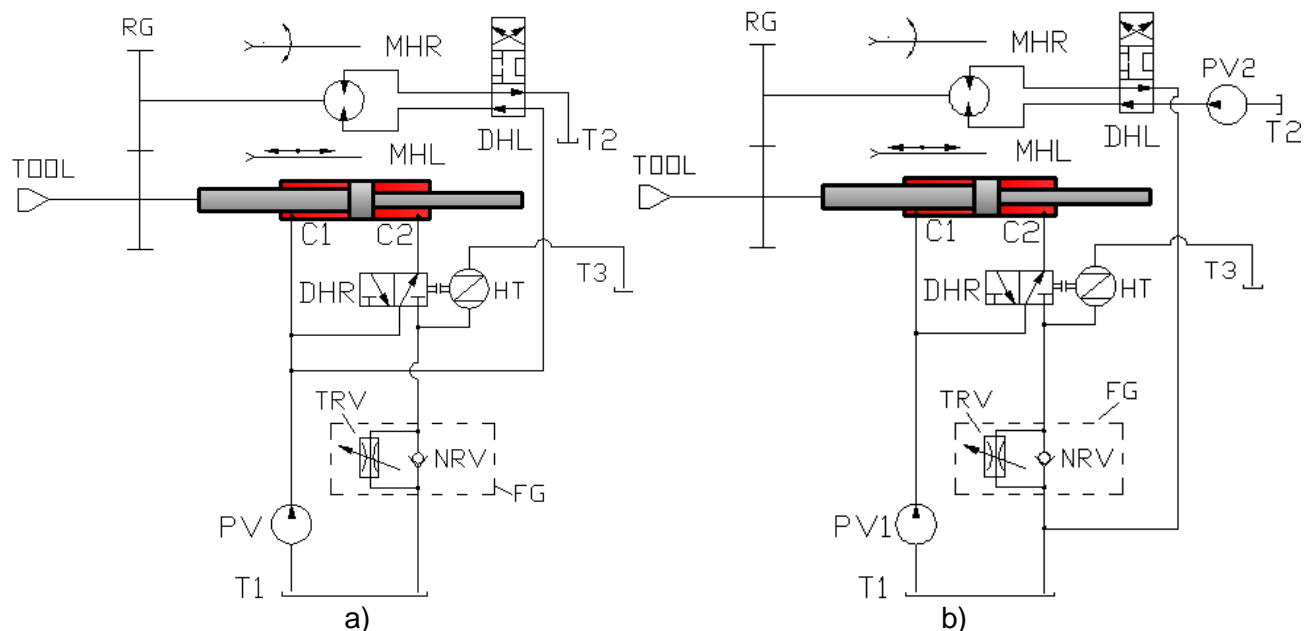 RG
MHR
DHL
T2
TOOL
MHL
C1
C2
DHR
HT
T3
TRV
NRV
FG
PV
T1
a)
RG
MHR
PV2
DHL
T2
TOOL
MHL
C1
C2
DHR
HT
T3
TRV
FG
NRV
PV1
T1
b)